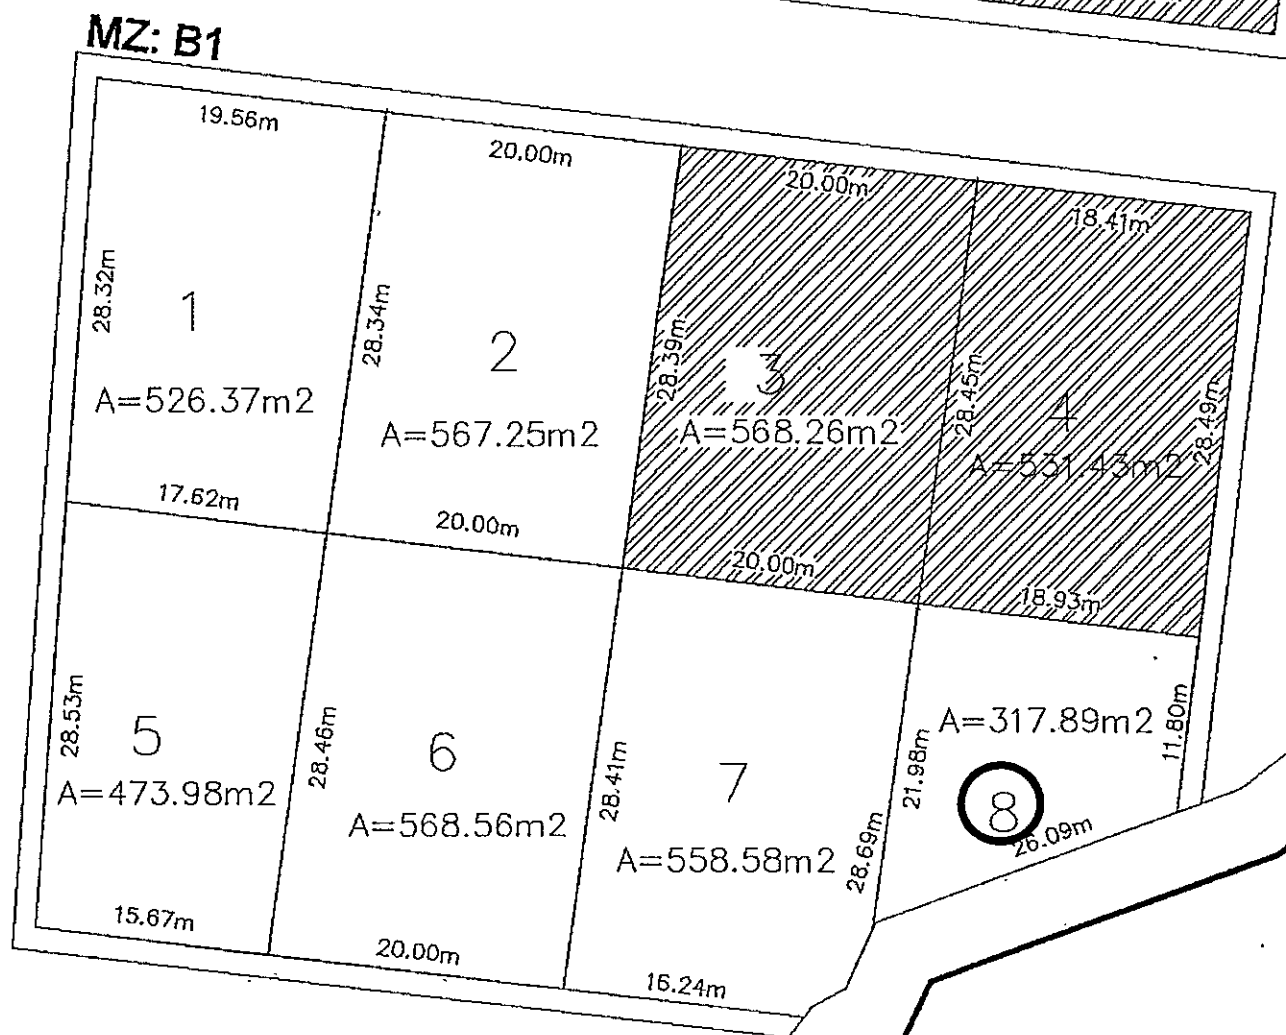 MZ: B1
19.56m
20.00m
20.00m
18.41m
28.32m
1
A=526.37m2
28.34m
2
A=567.25m2
28.39m
3
A=568.26m2
28.45m
4
A=531.43m2
28.49m
17.62m
20.00m
20.00m
18.93m
28.53m
5
A=473.98m2
28.46m
6
A=568.56m2
28.41m
7
A=558.58m2
28.69m
21.98m
A=317.89m2
8
11.80m
26.09m
15.67m
20.00m
16.24m